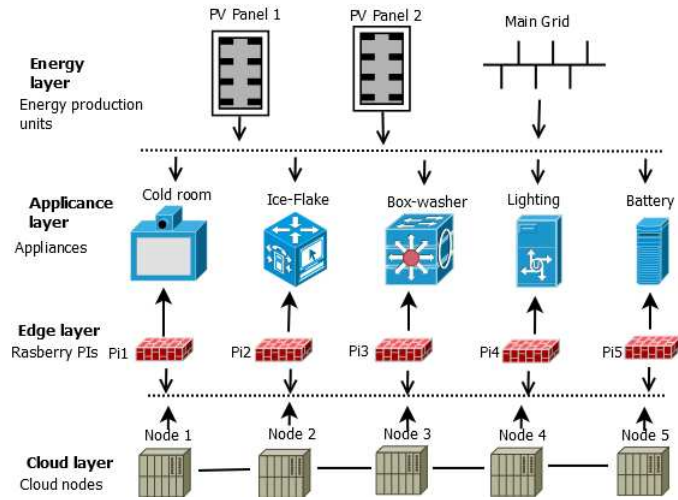 PV Panel 1
PV Panel 2
Main Grid
Energy
layer
Energy production
units
Cold room
Ice-Flake
Box-washer
Lighting
Battery
Applicance
layer
Appliances
Edge layer
Rasberry PIs
Pi1
Pi2
Pi3
Pi4
Pi5
Node 1
Node 2
Node 3
Node 4
Node 5
Cloud layer
Cloud nodes